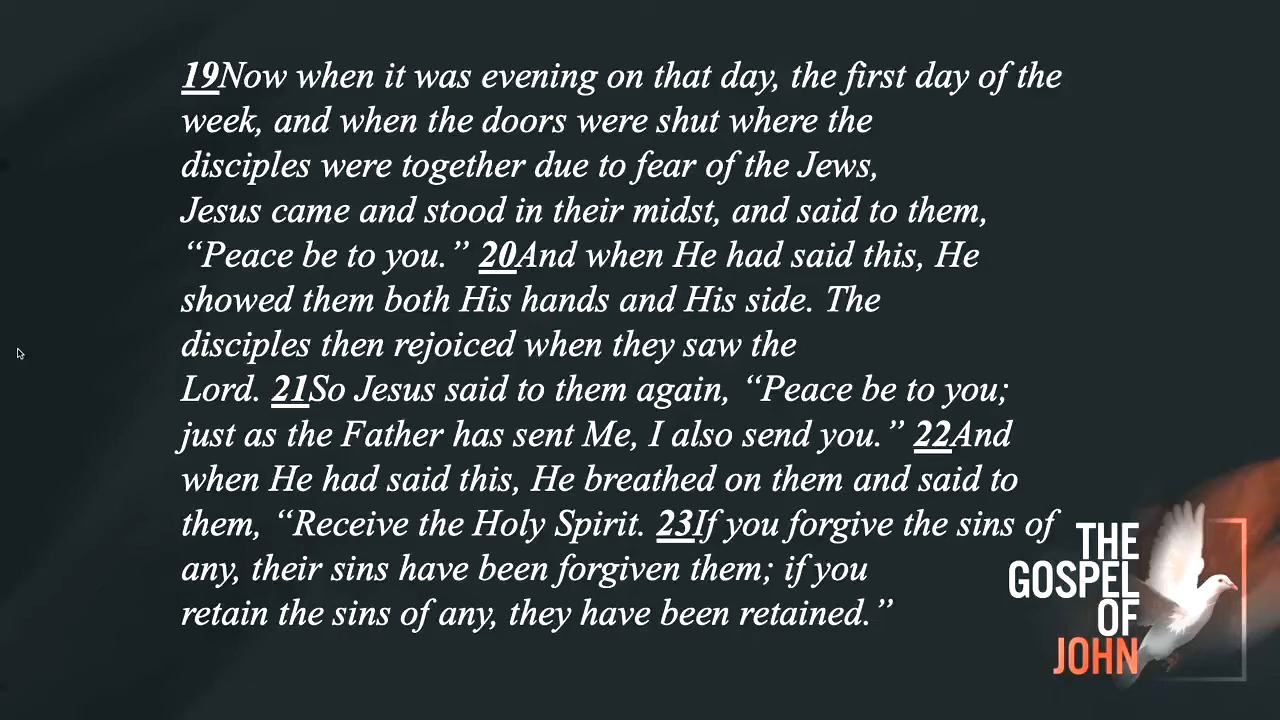 19Now when it was evening on that day, the first day of the
week, and when the doors were shut where the
disciples were together due to fear of the Jews,
Jesus came and stood in their midst, and said to them,
“Peace be to you.” 20And when He had said this, He
showed them both His hands and His side. The
disciples then rejoiced when they saw the
Lord. 21So Jesus said to them again, “Peace be to you;
just as the Father has sent Me, I also send you.” 22And
when He had said this, He breathed on them and said to
them, “Receive the Holy Spirit. 23If you forgive the sins of
any, their sins have been forgiven them; if you
retain the sins of any, they have been retained.”
THE
GOSPEL
OF
JOHN